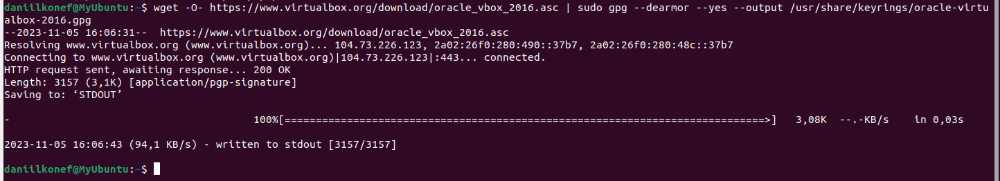 daniilkonef@MyUbuntu:~$ wget -O- https://www.virtualbox.org/download/oracle_vbox_2016.asc | sudo gpg --dearmor --yes --output /usr/share/keyrings/oracle-virtu
albox-2016.gpg
--2023-11-05 16:06:31--  https://www.virtualbox.org/download/oracle_vbox_2016.asc
Resolving www.virtualbox.org (www.virtualbox.org)... 104.73.226.123, 2a02:26f0:280:490::37b7, 2a02:26f0:280:48c::37b7
Connecting to www.virtualbox.org (www.virtualbox.org)|104.73.226.123|:443... connected.
HTTP request sent, awaiting response... 200 OK
Length: 3157 (3,1K) [application/pgp-signature]
Saving to: ‘STDOUT’
-                                        100%[=============================================================================>]   3,08K  --.-KB/s    in 0,03s
2023-11-05 16:06:43 (94,1 KB/s) - written to stdout [3157/3157]
daniilkonef@MyUbuntu:~$